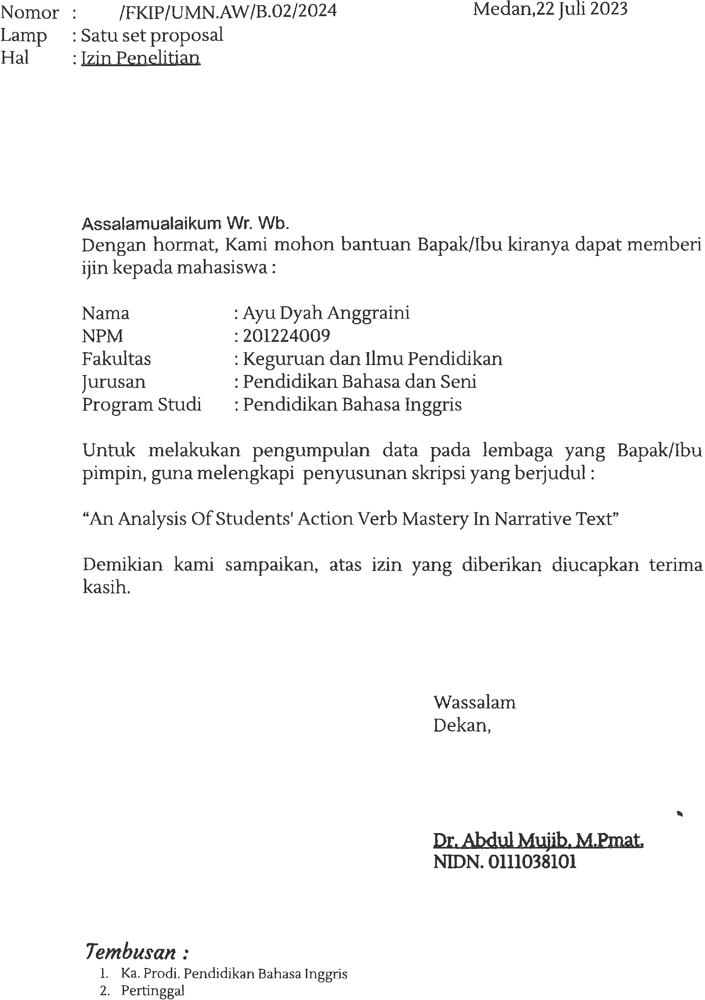 Nomor : /FKIP/UMN.AW/B.02/2024 Medan,22 Juli 2023
Lamp : Satu set proposal
Hal : Izin Penelitian
Assalamualaikum Wr. Wb.
Dengan hormat, Kami mohon bantuan Bapak/Ibu kiranya dapat memberi
ijin kepada mahasiswa :
Nama : Ayu Dyah Anggraini
NPM : 201224009
Fakultas : Keguruan dan Ilmu Pendidikan
Jurusan : Pendidikan Bahasa dan Seni
Program Studi : Pendidikan Bahasa Inggris
Untuk melakukan pengumpulan data pada lembaga yang Bapak/Ibu
pimpin, guna melengkapi penyusunan skripsi yang berjudul :
“An Analysis Of Students' Action Verb Mastery In Narrative Text”
Demikian kami sampaikan, atas izin yang diberikan diucapkan terima
kasih.
Wassalam
Dekan,
Dr. Abdul Mujib, M.Pmat.
NIDN. 0111038101
Tembusan :
1. Ka. Prodi. Pendidikan Bahasa Inggris
2. Pertinggal